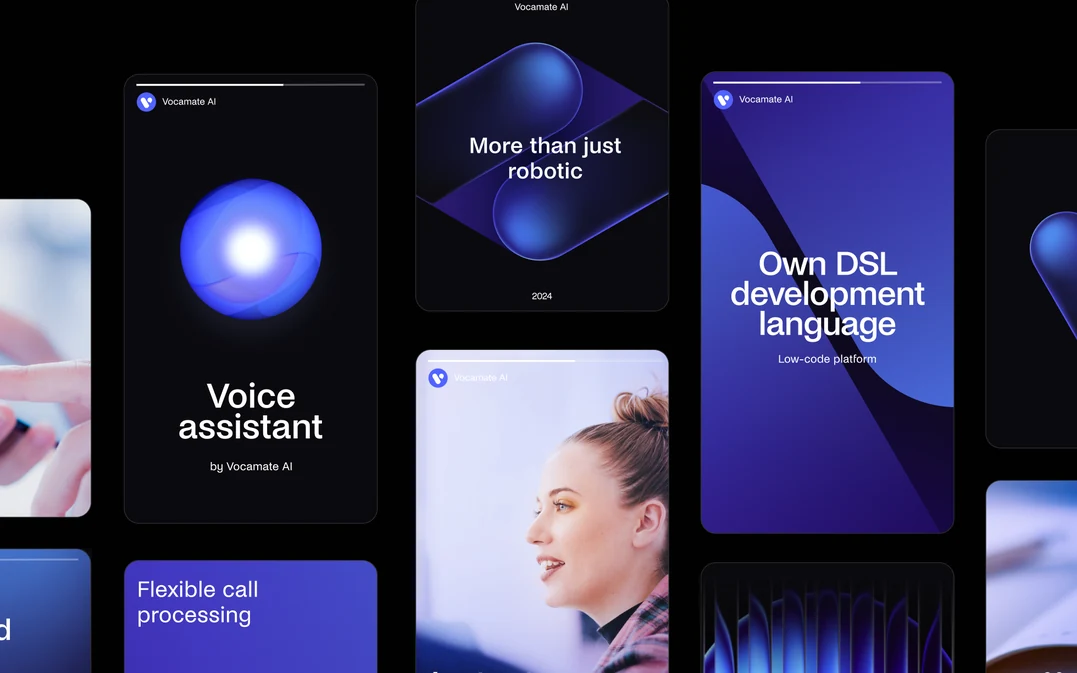 Vocamate AI
More than just
robotic
2024
Vocamate AI
Voice
assistant
by Vocamate AI
Vocamate AI
Own DSL
development
language
Low-code platform
Vocamate AI
Flexible call
processing
d